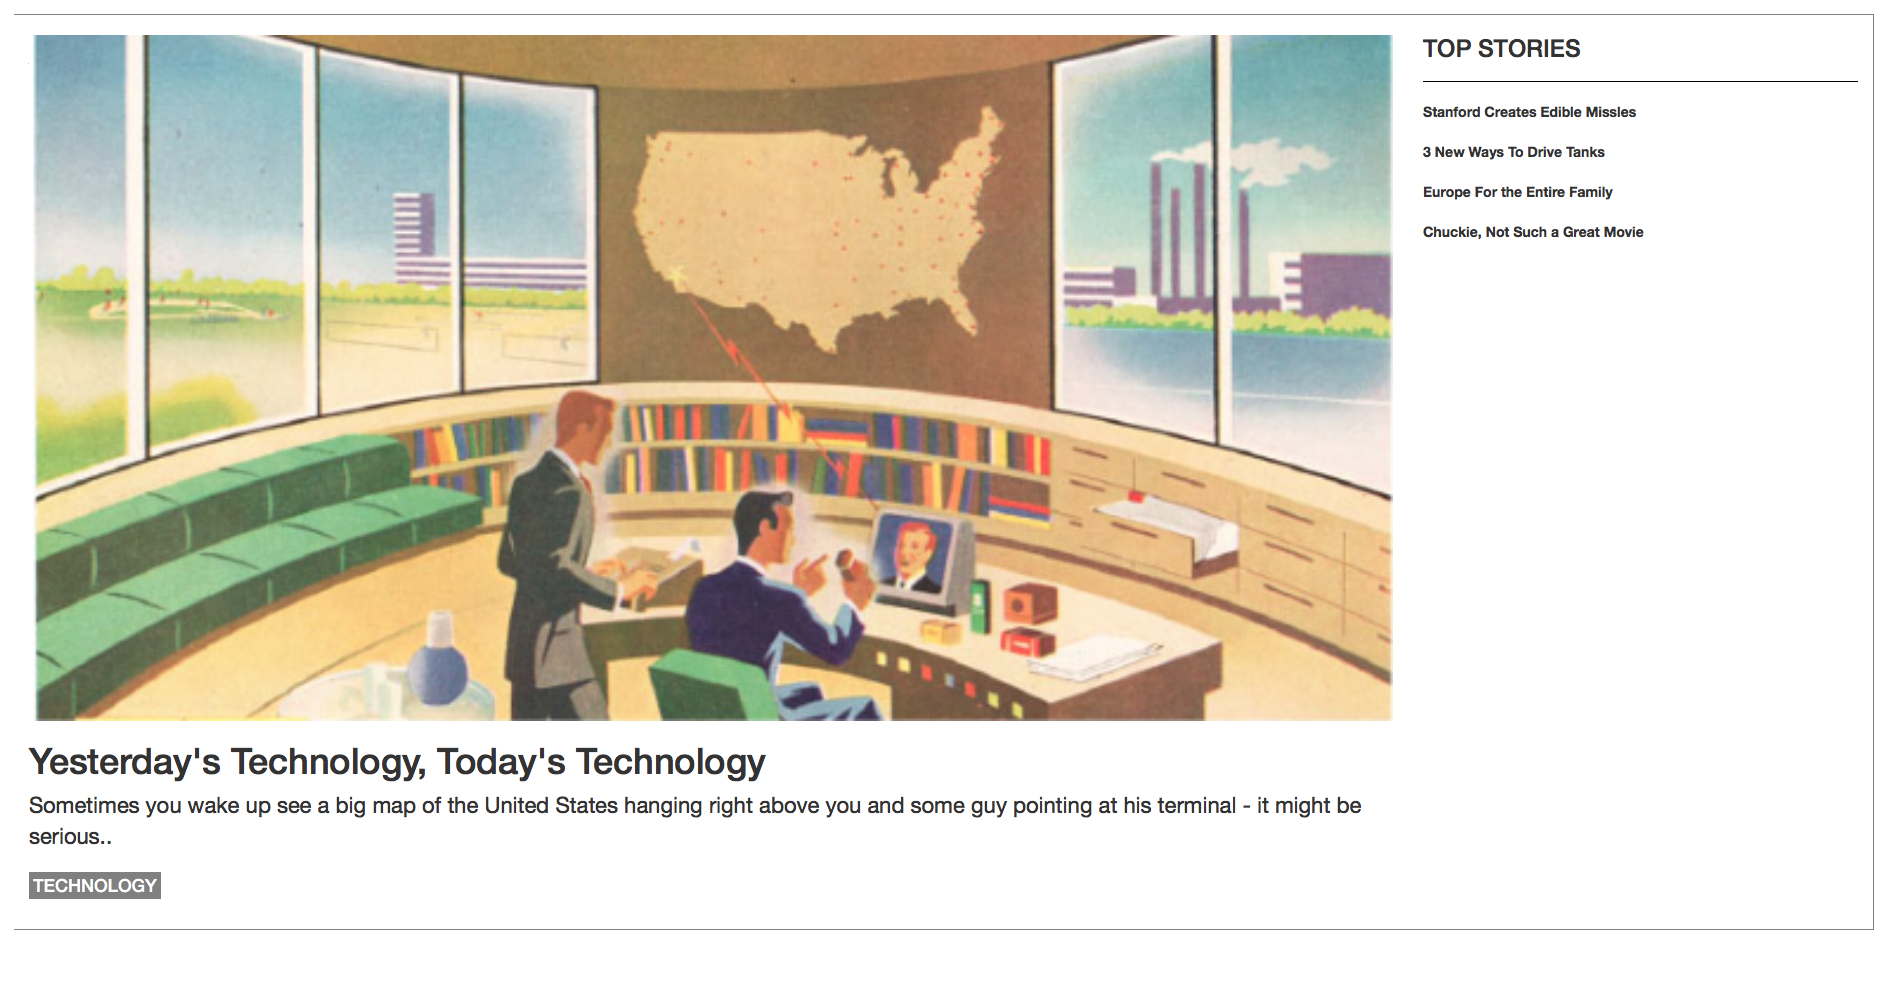 Yesterday's Technology, Today's Technology
Sometimes you wake up see a big map of the United States hanging right above you and some guy pointing at his terminal - it might be
serious..
TECHNOLOGY
TOP STORIES
Stanford Creates Edible Missles
3 New Ways To Drive Tanks
Europe For the Entire Family
Chuckie, Not Such a Great Movie